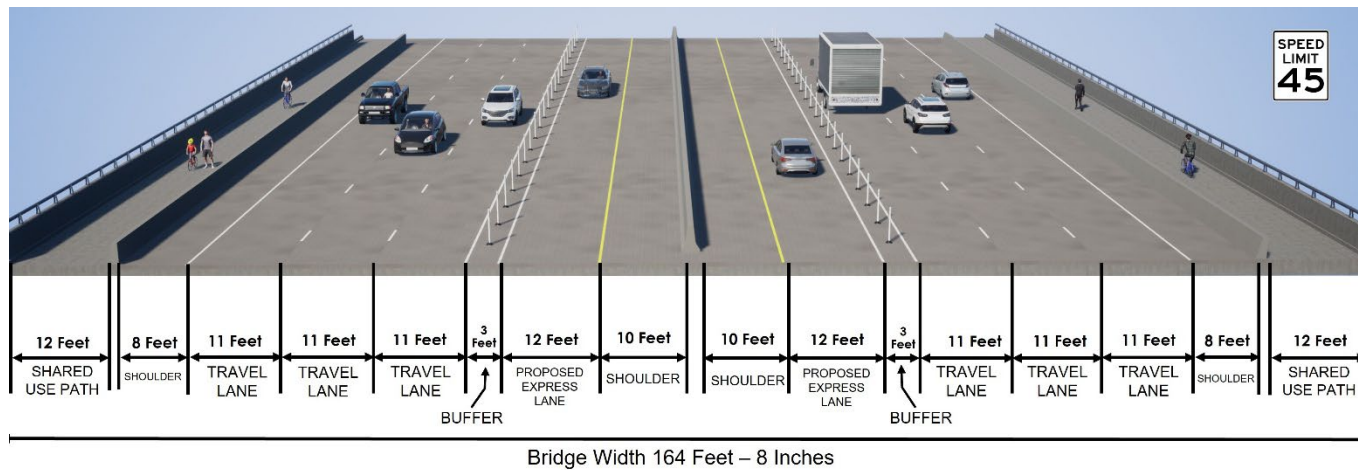 SPEED
LIMIT
45
12 Feet
SHARED
USE PATH
8 Feet
SHOULDER
11 Feet
TRAVEL
LANE
11 Feet
TRAVEL
LANE
11 Feet
TRAVEL
LANE
3
Feet
BUFFER
12 Feet
PROPOSED
EXPRESS
LANE
10 Feet
SHOULDER
10 Feet
SHOULDER
12 Feet
PROPOSED
EXPRESS
LANE
3
Feet
BUFFER
11 Feet
TRAVEL
LANE
11 Feet
TRAVEL
LANE
11 Feet
TRAVEL
LANE
8 Feet
SHOULDER
12 Feet
SHARED
USE PATH
Bridge Width 164 Feet – 8 Inches